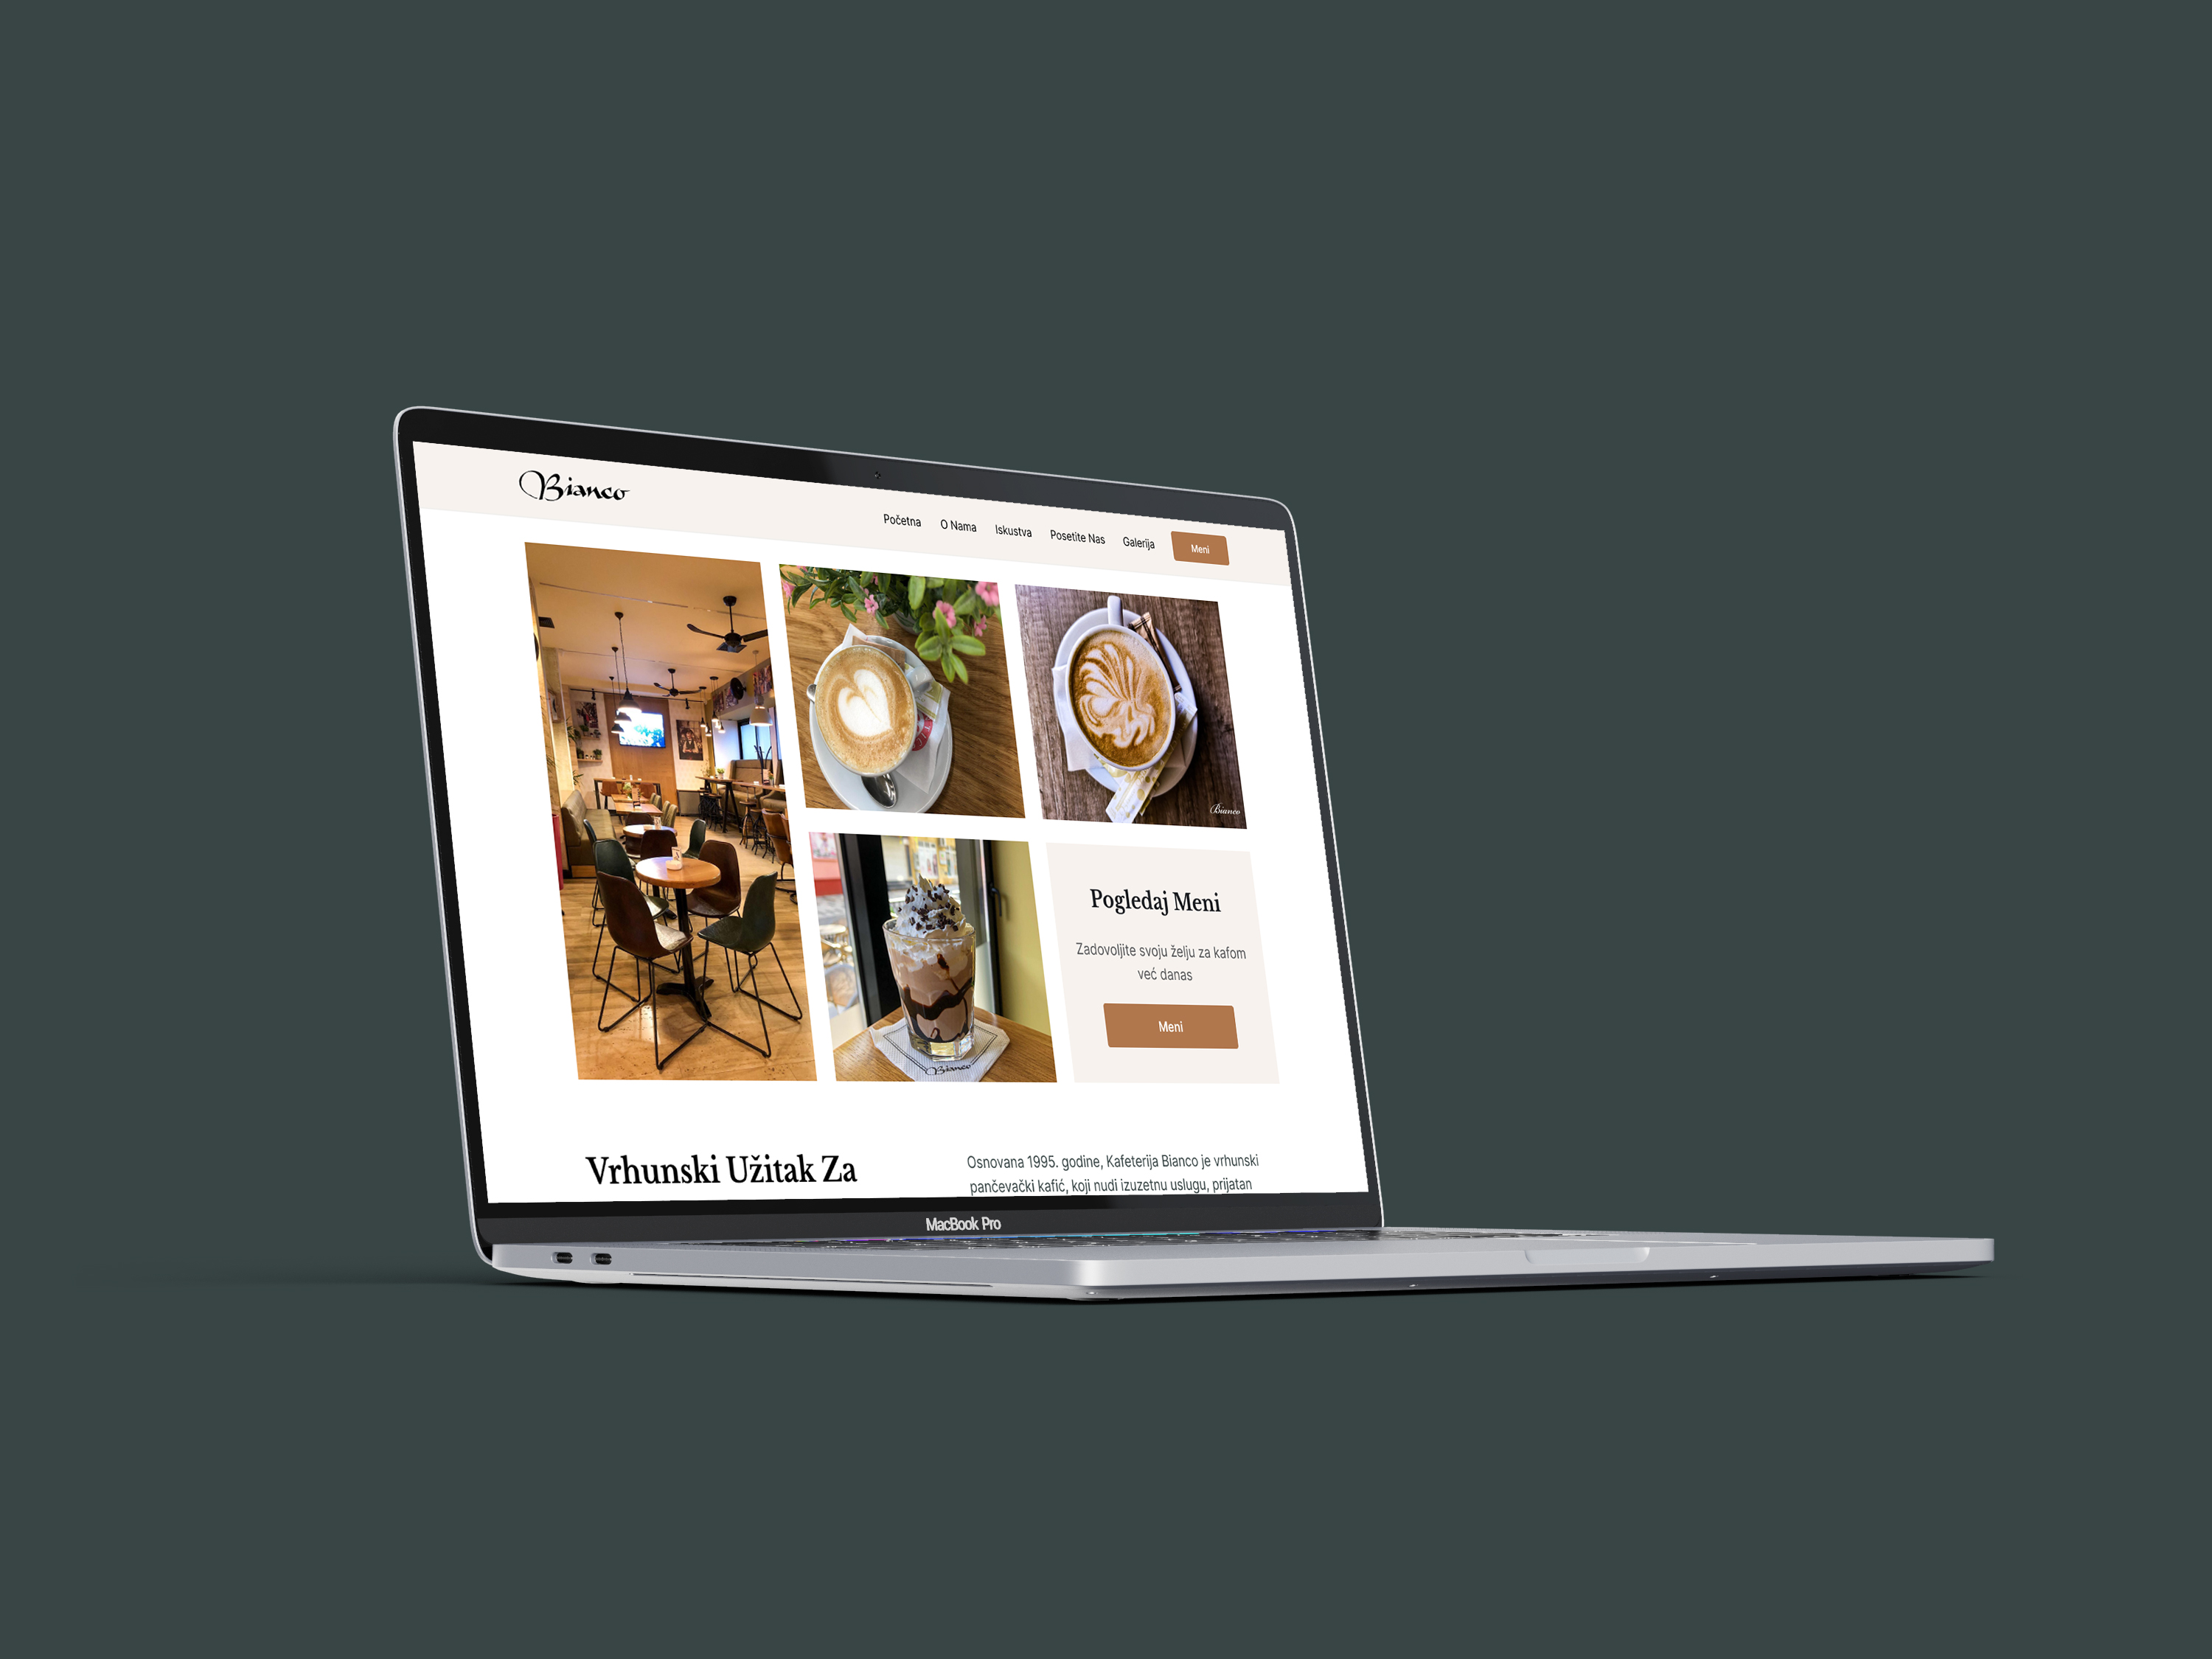 Bianco
Početna O Nama Iskustva Posetite Nas Galerija Meni
Bianco
Bianco
Pogledaj Meni
Zadovoljite svoju želju za kafom
već danas
Meni
Vrhunski Užitak Za
Osnovana 1995. godine, Kafeterija Bianco je vrhunski
pančevački kafić, koji nudi izuzetnu uslugu, prijatan
MacBook Pro